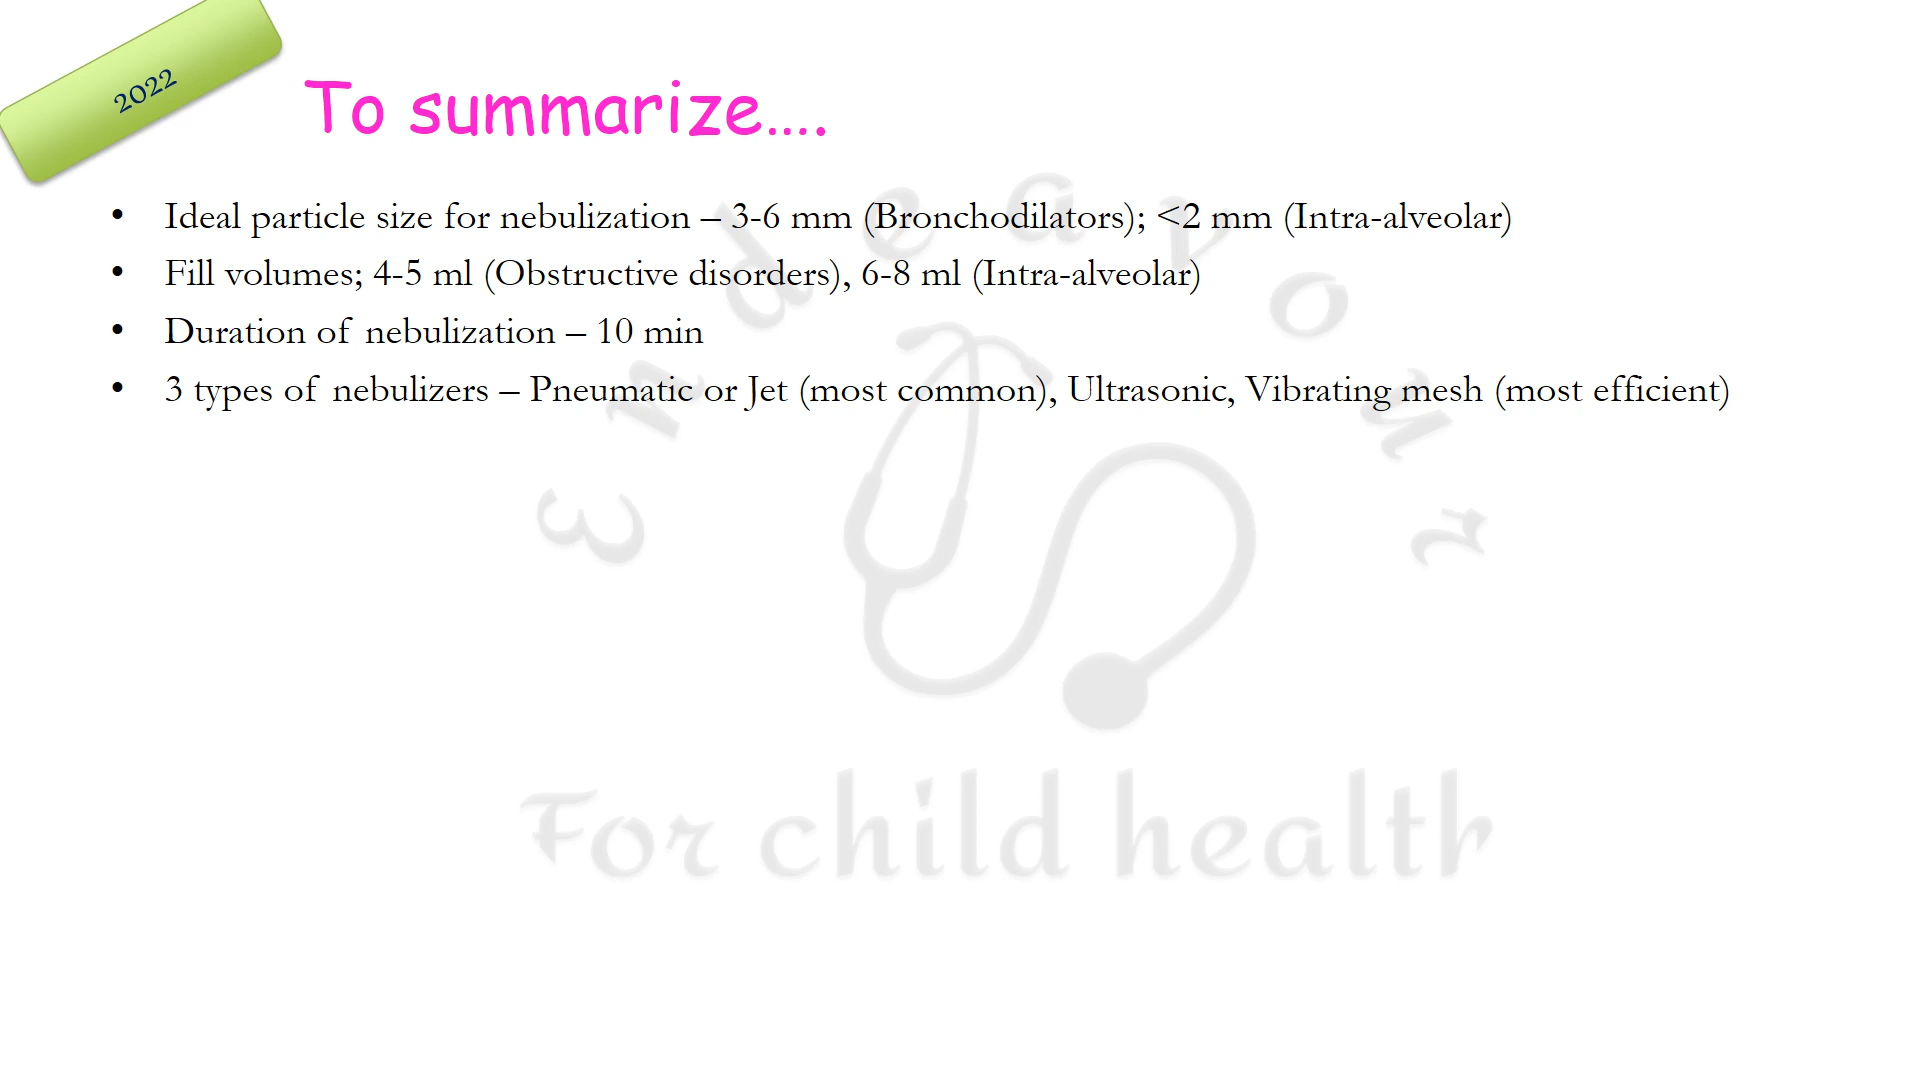 2022
To summarize....
• Ideal particle size for nebulization – 3-6 mm (Bronchodilators); <2 mm (Intra-alveolar)
• Fill volumes; 4-5 ml (Obstructive disorders), 6-8 ml (Intra-alveolar)
• Duration of nebulization – 10 min
• 3 types of nebulizers – Pneumatic or Jet (most common), Ultrasonic, Vibrating mesh (most efficient)
Endeavour
For child health